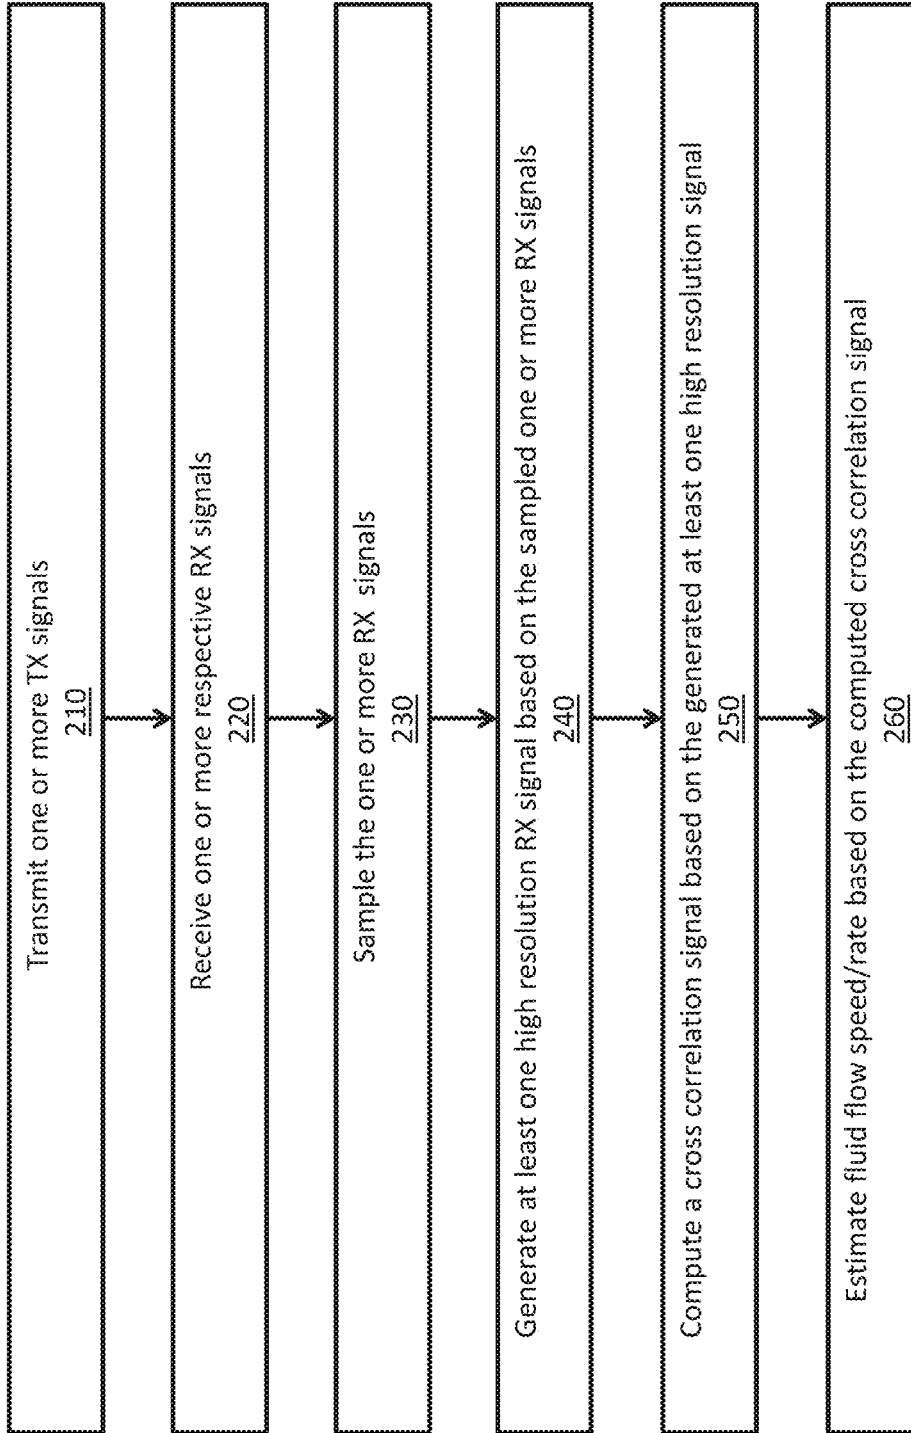 Transmit one or more TX signals
210
Receive one or more respective RX signals
220
Sample the one or more RX signals
230
Generate at least one high resolution RX signal based on the sampled one or more RX signals
240
Compute a cross correlation signal based on the generated at least one high resolution signal
250
Estimate fluid flow speed/rate based on the computed cross correlation signal
260